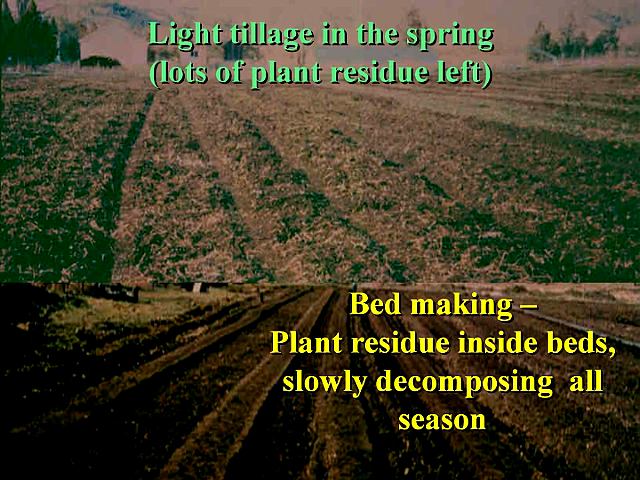 Light tillage in the spring
(lots of plant residue left)
Bed making –
Plant residue inside beds,
slowly decomposing all
season